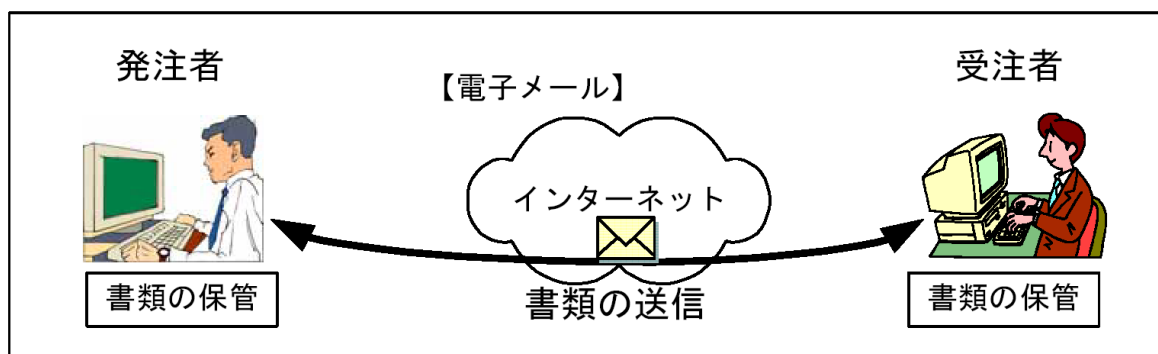 発注者
受注者
【電子メール】
インターネット
書類の保管
書類の送信
書類の保管